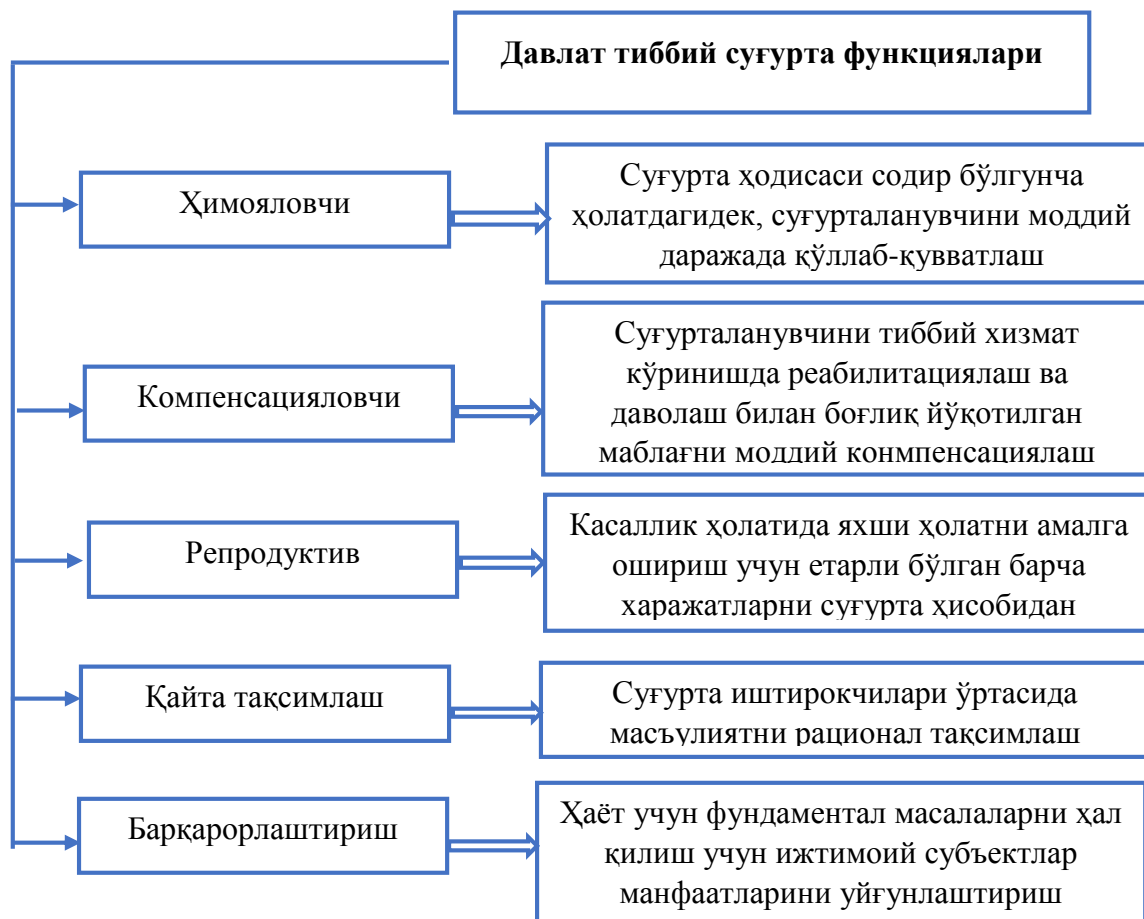 Давлат тиббий суғурта функциялари
Ҳимояловчи
Суғурта ҳодисаси содир бўлгунча
ҳолатдагидек, суғурталанувчини моддий
даражада қўллаб-қувватлаш
Компенсацияловчи
Суғурталанувчини тиббий хизмат
кўринишда реабилитациялаш ва
даволаш билан боғлиқ йўқотилган
маблағни моддий конмпенсациялаш
Репродуктив
Касаллик ҳолатида яхши ҳолатни амалга
ошириш учун етарли бўлган барча
харажатларни суғурта ҳисобидан
Қайта тақсимлаш
Суғурта иштирокчилари ўртасида
масъулиятни рационал тақсимлаш
Барқарорлаштириш
Ҳаёт учун фундаментал масалаларни ҳал
қилиш учун ижтимоий субъектлар
манфаатларини уйғунлаштириш